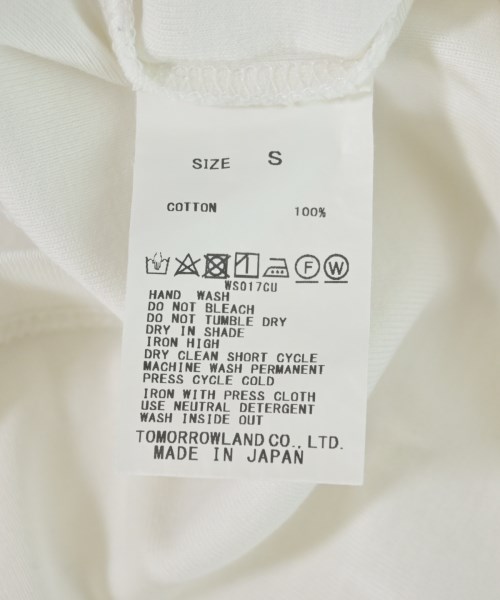 SIZE S
COTTON 100%
F W
WS017CU
HAND WASH
DO NOT BLEACH
DO NOT TUMBLE DRY
DRY IN SHADE
IRON HIGH
DRY CLEAN SHORT CYCLE
MACHINE WASH PERMANENT
PRESS CYCLE COLD
IRON WITH PRESS CLOTH
USE NEUTRAL DETERGENT
WASH INSIDE OUT
TOMORROWLAND CO., LTD.
MADE IN JAPAN